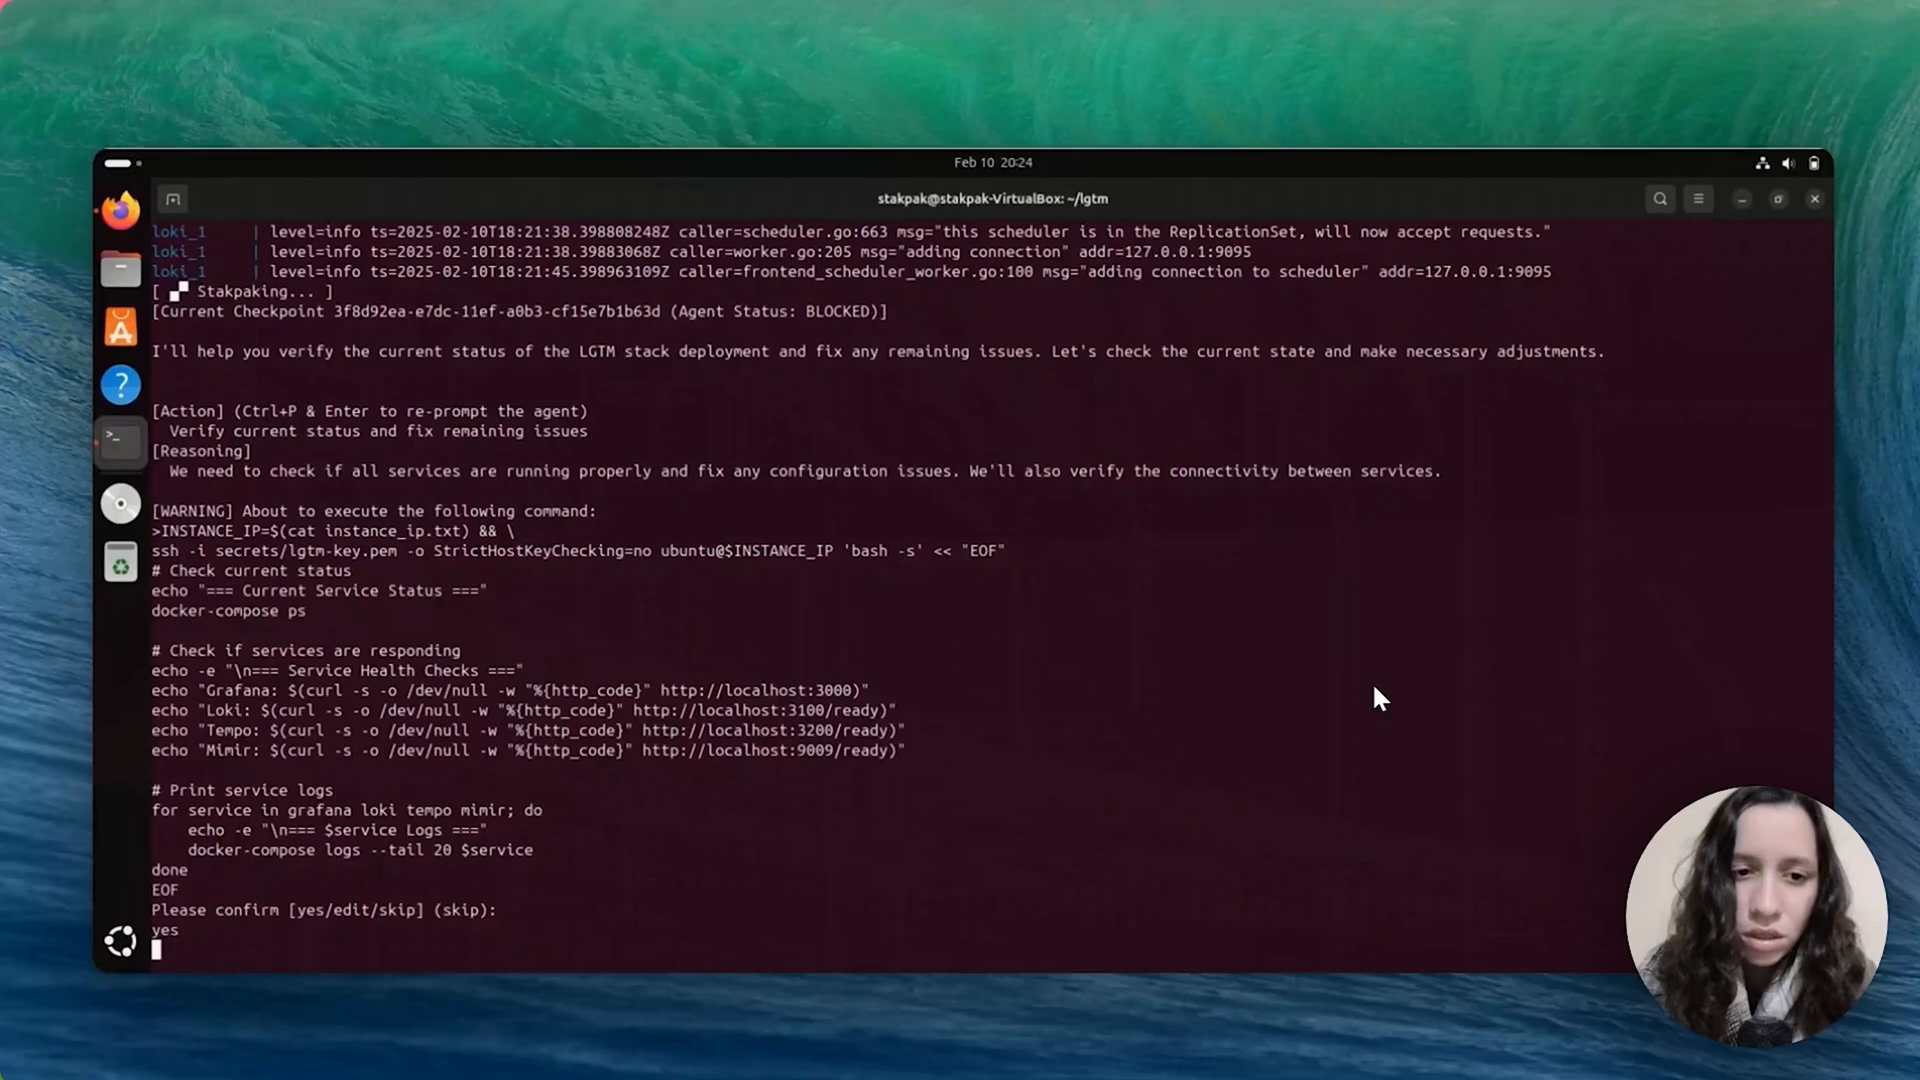 Feb 10 20:24
stakpak@stakpak-VirtualBox: ~/lgtm
loki_1 | level=info ts=2025-02-10T18:21:38.398808248Z caller=scheduler.go:663 msg="this scheduler is in the ReplicationSet, will now accept requests."
loki_1 | level=info ts=2025-02-10T18:21:38.39883068Z caller=worker.go:205 msg="adding connection" addr=127.0.0.1:9095
loki_1 | level=info ts=2025-02-10T18:21:45.398963109Z caller=frontend_scheduler_worker.go:100 msg="adding connection to scheduler" addr=127.0.0.1:9095
[ Stakpaking... ]
[Current Checkpoint 3f8d92ea-e7dc-11ef-a0b3-cf15e7b1b63d (Agent Status: BLOCKED)]
I'll help you verify the current status of the LGTM stack deployment and fix any remaining issues. Let's check the current state and make necessary adjustments.
[Action] (Ctrl+P & Enter to re-prompt the agent)
Verify current status and fix remaining issues
[Reasoning]
We need to check if all services are running properly and fix any configuration issues. We'll also verify the connectivity between services.
[WARNING] About to execute the following command:
>INSTANCE_IP=$(cat instance_ip.txt) && \
ssh -i secrets/lgtm-key.pem -o StrictHostKeyChecking=no ubuntu@$INSTANCE_IP 'bash -s' << "EOF"
# Check current status
echo "=== Current Service Status ==="
docker-compose ps
# Check if services are responding
echo -e "\n=== Service Health Checks ==="
echo "Grafana: $(curl -s -o /dev/null -w "%{http_code}" http://localhost:3000)"
echo "Loki: $(curl -s -o /dev/null -w "%{http_code}" http://localhost:3100/ready)"
echo "Tempo: $(curl -s -o /dev/null -w "%{http_code}" http://localhost:3200/ready)"
echo "Mimir: $(curl -s -o /dev/null -w "%{http_code}" http://localhost:9009/ready)"
# Print service logs
for service in grafana loki tempo mimir; do
echo -e "\n=== $service Logs ==="
docker-compose logs --tail 20 $service
done
EOF
Please confirm [yes/edit/skip] (skip):
yes